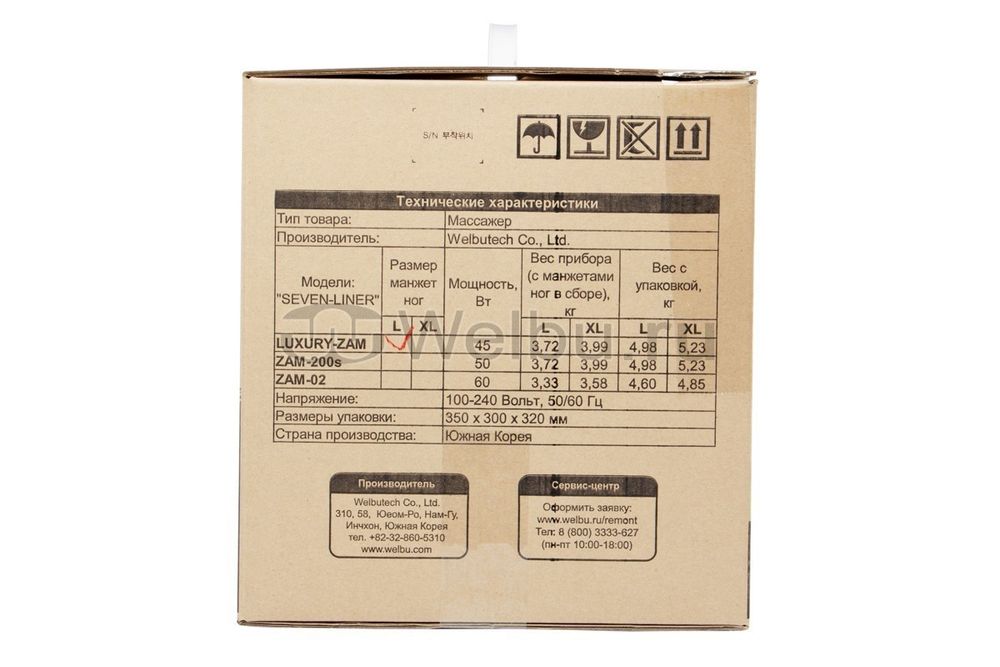 S/N 부착위치
Технические характеристики
Тип товара: Массажер
Производитель: Welbutech Co., Ltd.
Модели: "SEVEN-LINER" Размер манжет ног Мощность, Вт Вес прибора (с манжетами ног в сборе), кг Вес с упаковкой, кг
L XL L XL L XL
LUXURY-ZAM 45 3,72 3,99 4,98 5,23
ZAM-200s 50 3,72 3,99 4,98 5,23
ZAM-02 60 3,33 3,58 4,60 4,85
Напряжение: 100-240 Вольт, 50/60 Гц
Размеры упаковки: 350 x 300 x 320 мм
Страна производства: Южная Корея
Welbu.ru
Производитель
Welbutech Co., Ltd.
310, 58, Юеом-Ро, Нам-Гу,
Инчхон, Южная Корея
тел. +82-32-860-5310
www.welbu.com
Сервис-центр
Оформить заявку:
www.welbu.ru/remont
Тел: 8 (800) 3333-627
(пн-пт 10:00-18:00)